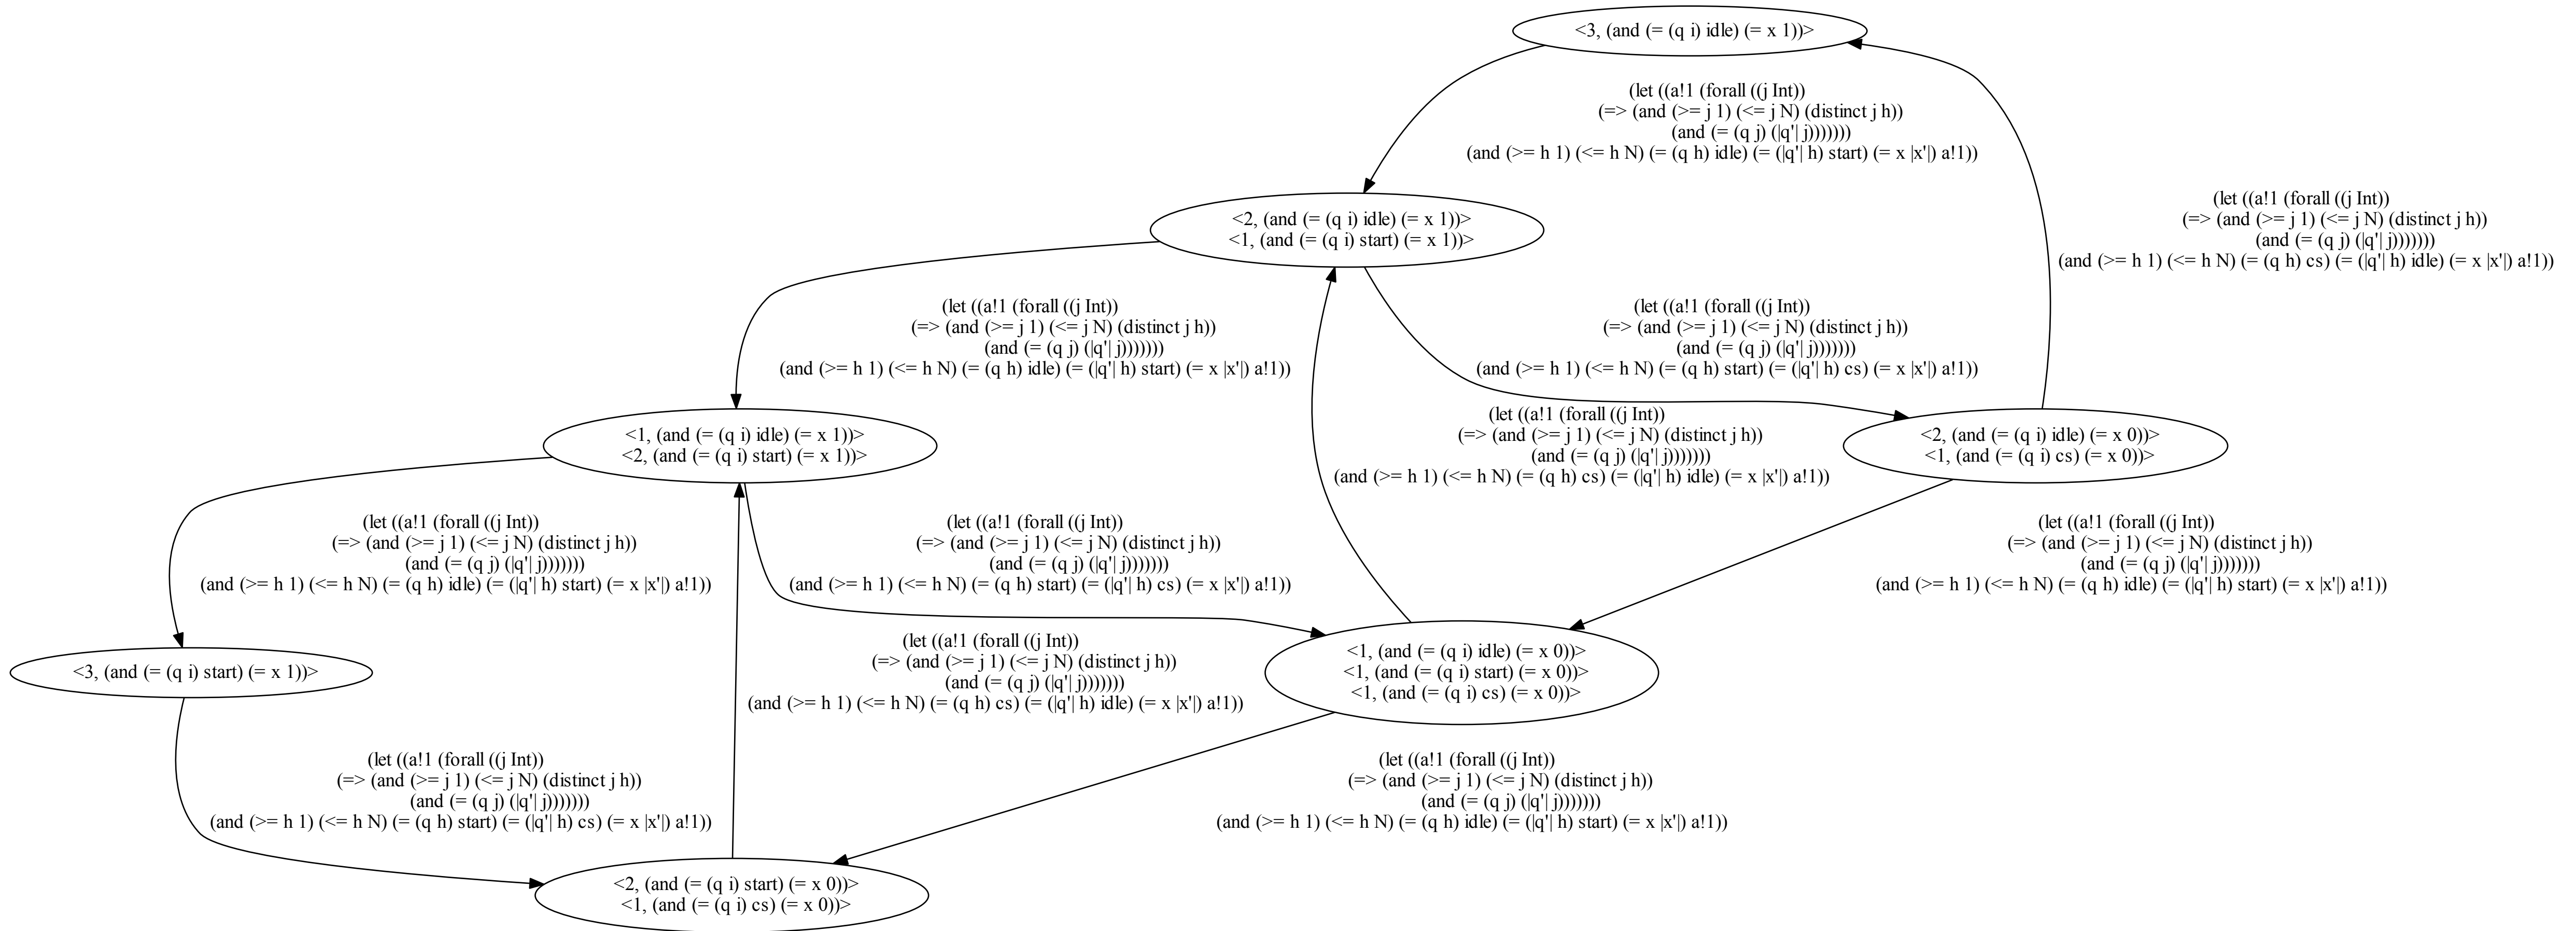 <3, (and (= (q i) idle) (= x 1))>
(let ((a!1 (forall ((j Int))
(=> (and (>= j 1) (<= j N) (distinct j h))
(and (= (q j) (|q'| j)))))))
(and (>= h 1) (<= h N) (= (q h) idle) (= (|q'| h) start) (= x |x'|) a!1))
(let ((a!1 (forall ((j Int))
(=> (and (>= j 1) (<= j N) (distinct j h))
(and (= (q j) (|q'| j)))))))
(and (>= h 1) (<= h N) (= (q h) cs) (= (|q'| h) idle) (= x |x'|) a!1))
<2, (and (= (q i) idle) (= x 1))>
<1, (and (= (q i) start) (= x 1))>
(let ((a!1 (forall ((j Int))
(=> (and (>= j 1) (<= j N) (distinct j h))
(and (= (q j) (|q'| j)))))))
(and (>= h 1) (<= h N) (= (q h) idle) (= (|q'| h) start) (= x |x'|) a!1))
(let ((a!1 (forall ((j Int))
(=> (and (>= j 1) (<= j N) (distinct j h))
(and (= (q j) (|q'| j)))))))
(and (>= h 1) (<= h N) (= (q h) start) (= (|q'| h) cs) (= x |x'|) a!1))
<1, (and (= (q i) idle) (= x 1))>
<2, (and (= (q i) start) (= x 1))>
(let ((a!1 (forall ((j Int))
(=> (and (>= j 1) (<= j N) (distinct j h))
(and (= (q j) (|q'| j)))))))
(and (>= h 1) (<= h N) (= (q h) cs) (= (|q'| h) idle) (= x |x'|) a!1))
<2, (and (= (q i) idle) (= x 0))>
<1, (and (= (q i) cs) (= x 0))>
(let ((a!1 (forall ((j Int))
(=> (and (>= j 1) (<= j N) (distinct j h))
(and (= (q j) (|q'| j)))))))
(and (>= h 1) (<= h N) (= (q h) idle) (= (|q'| h) start) (= x |x'|) a!1))
(let ((a!1 (forall ((j Int))
(=> (and (>= j 1) (<= j N) (distinct j h))
(and (= (q j) (|q'| j)))))))
(and (>= h 1) (<= h N) (= (q h) start) (= (|q'| h) cs) (= x |x'|) a!1))
(let ((a!1 (forall ((j Int))
(=> (and (>= j 1) (<= j N) (distinct j h))
(and (= (q j) (|q'| j)))))))
(and (>= h 1) (<= h N) (= (q h) idle) (= (|q'| h) start) (= x |x'|) a!1))
<3, (and (= (q i) start) (= x 1))>
(let ((a!1 (forall ((j Int))
(=> (and (>= j 1) (<= j N) (distinct j h))
(and (= (q j) (|q'| j)))))))
(and (>= h 1) (<= h N) (= (q h) cs) (= (|q'| h) idle) (= x |x'|) a!1))
<1, (and (= (q i) idle) (= x 0))>
<1, (and (= (q i) start) (= x 0))>
<1, (and (= (q i) cs) (= x 0))>
(let ((a!1 (forall ((j Int))
(=> (and (>= j 1) (<= j N) (distinct j h))
(and (= (q j) (|q'| j)))))))
(and (>= h 1) (<= h N) (= (q h) start) (= (|q'| h) cs) (= x |x'|) a!1))
(let ((a!1 (forall ((j Int))
(=> (and (>= j 1) (<= j N) (distinct j h))
(and (= (q j) (|q'| j)))))))
(and (>= h 1) (<= h N) (= (q h) idle) (= (|q'| h) start) (= x |x'|) a!1))
<2, (and (= (q i) start) (= x 0))>
<1, (and (= (q i) cs) (= x 0))>